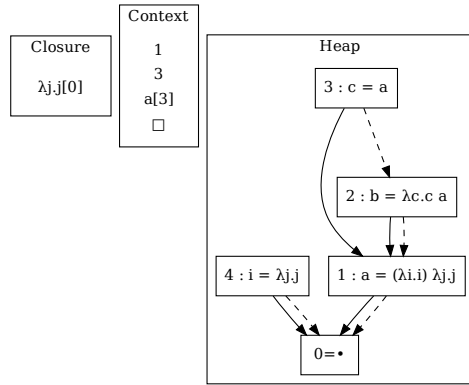 Closure
λj.j[0]
Context
1
3
a[3]
□
Heap
3 : c = a
2 : b = λc.c a
4 : i = λj.j
1 : a = (λi.i) λj.j
0=•